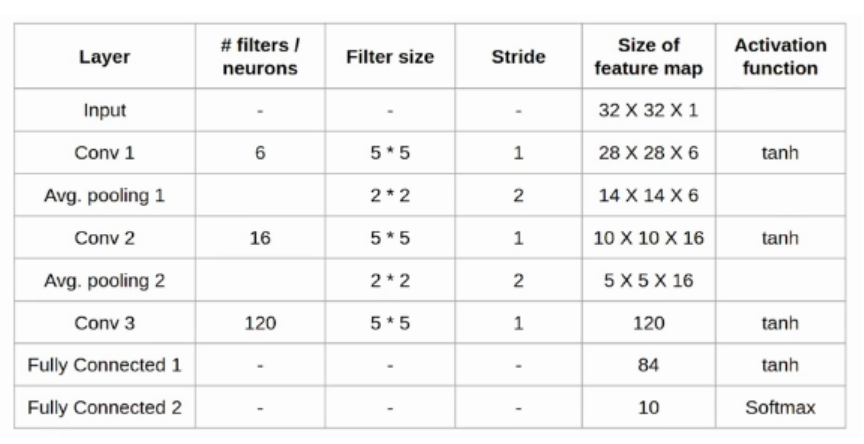 Layer # filters / neurons Filter size Stride Size of feature map Activation function
Input - - - 32 X 32 X 1
Conv 1 6 5 * 5 1 28 X 28 X 6 tanh
Avg. pooling 1 2 * 2 2 14 X 14 X 6
Conv 2 16 5 * 5 1 10 X 10 X 16 tanh
Avg. pooling 2 2 * 2 2 5 X 5 X 16
Conv 3 120 5 * 5 1 120 tanh
Fully Connected 1 - - - 84 tanh
Fully Connected 2 - - - 10 Softmax